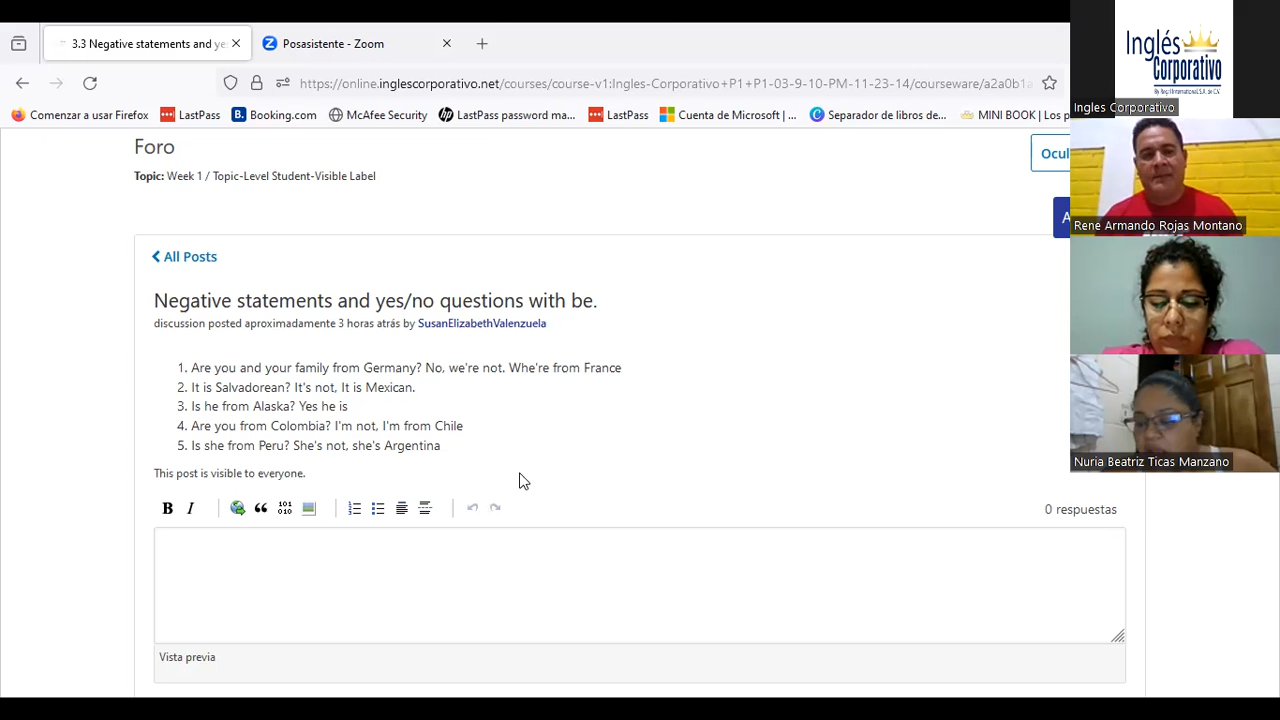 3.3 Negative statements and ye
Posasistente - Zoom
https://online.inglescorporativo.net/courses/course-v1:Ingles-Corporativo+P1+P1-03-9-10-PM-11-23-14/courseware/a2a0b1a
Comenzar a usar Firefox
LastPass
Booking.com
McAfee Security
LastPass password ma...
LastPass
Cuenta de Microsoft | ...
Separador de libros de...
MINI BOOK | Los p
Foro
Ocul
Topic: Week 1 / Topic-Level Student-Visible Label
A
All Posts
Negative statements and yes/no questions with be.
discussion posted aproximadamente 3 horas atrás by SusanElizabethValenzuela
1. Are you and your family from Germany? No, we're not. Whe're from France
2. It is Salvadorean? It's not, It is Mexican.
3. Is he from Alaska? Yes he is
4. Are you from Colombia? I'm not, I'm from Chile
5. Is she from Peru? She's not, she's Argentina
This post is visible to everyone.
B I
101
010
0 respuestas
Vista previa
Inglés
Corporativo
Ingles Corporativo
Rene Armando Rojas Montano
Nuria Beatriz Ticas Manzano